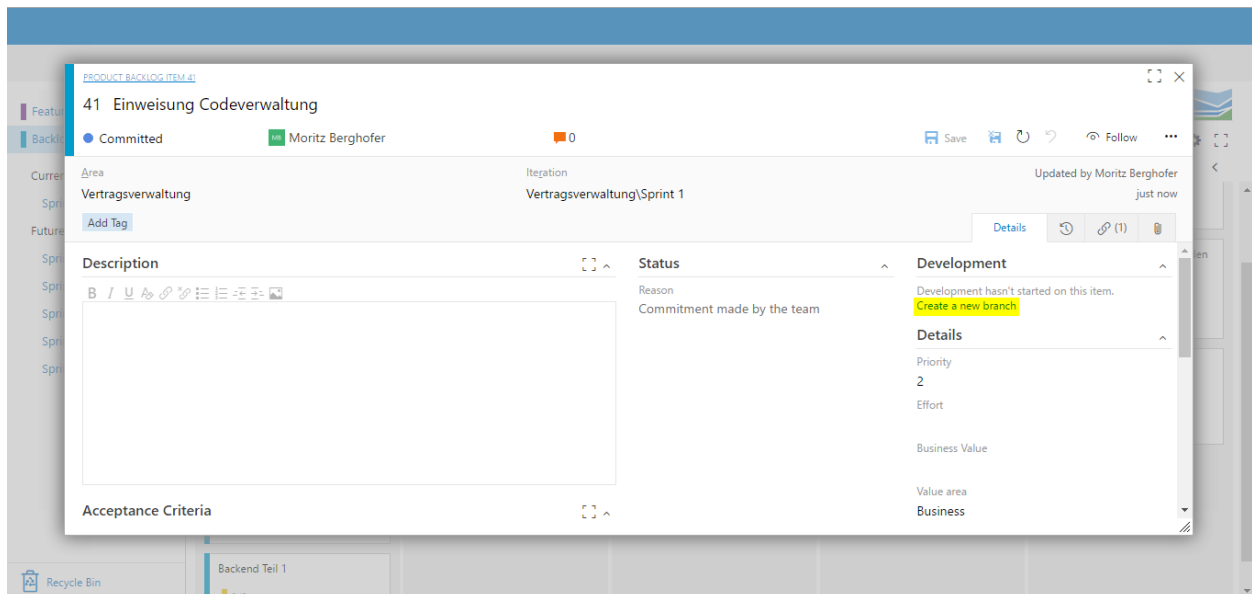 PRODUCT BACKLOG ITEM 41
41 Einweisung Codeverwaltung
Committed
MB Moritz Berghofer
0
Save
Follow
Area
Vertragsverwaltung
Iteration
Vertragsverwaltung\Sprint 1
Updated by Moritz Berghofer
just now
Add Tag
Details
(1)
Description
B I U
Acceptance Criteria
Status
Reason
Commitment made by the team
Development
Development hasn't started on this item.
Create a new branch
Details
Priority
2
Effort
Business Value
Value area
Business
Backend Teil 1
Recycle Bin